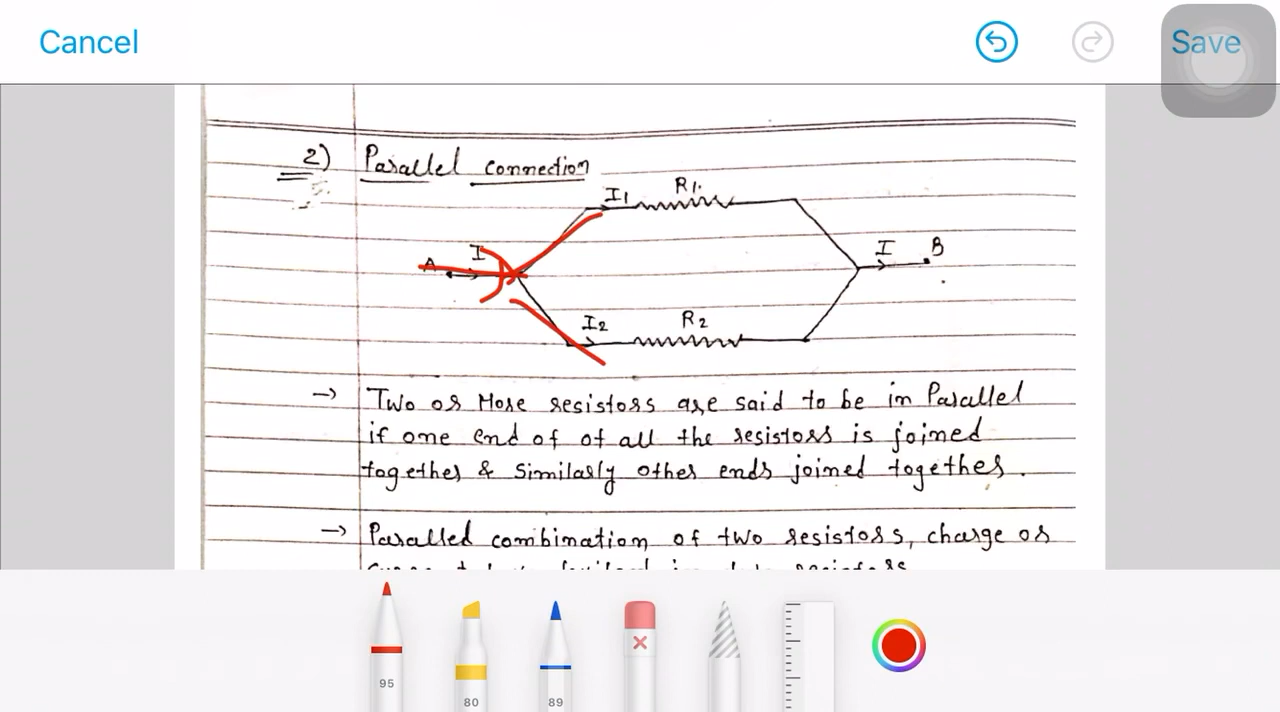 Cancel
Save
2) Parallel connection
I1 R1
A I
I B
I2 R2
→ Two or More resistors are said to be in Parallel
if one end of of all the resistors is joined
together & Similarly other ends joined together.
→ Paralled combination of two resistors, charge or
95
80
89